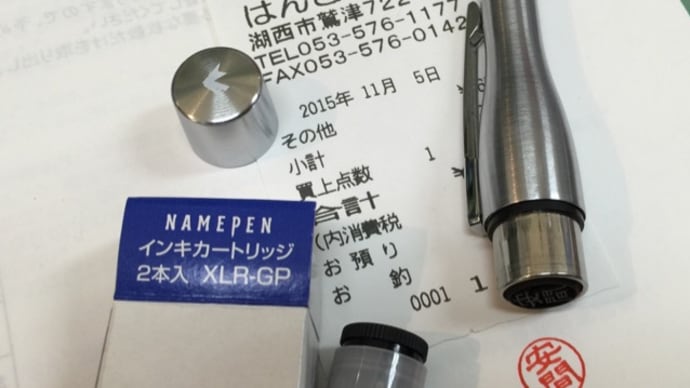 はんこ
湖西市鷲津722
TEL053-576-1177
FAX053-576-0142
2015年 11月 5日
その他
小計
買上点数 1
合計
(内消費税
お預り
お釣
0001 1
NAMEPEN
インキカートリッジ
2本入 XLR-GP
安間